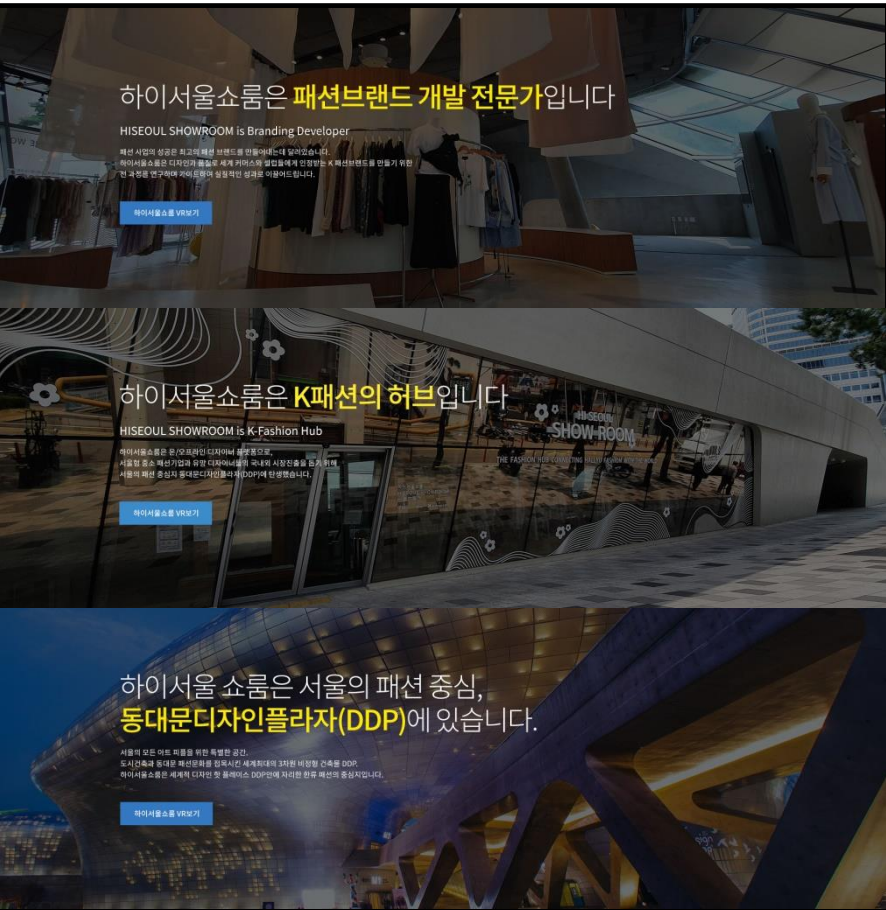 하이서울쇼룸은 패션브랜드 개발 전문가입니다
HISEOUL SHOWROOM is Branding Developer
패션 사업의 성공은 최고의 패션 브랜드를 만들어내는데 달려있습니다.
하이서울쇼룸은 디자인과 품질로 세계 커머스와 셀럽들에게 인정받는 K 패션브랜드를 만들기 위한
전 과정을 연구하며 가이드하여 실질적인 성과로 이끌어드립니다.
하이서울쇼룸 VR보기
하이서울쇼룸은 K패션의 허브입니다
HISEOUL SHOWROOM is K-Fashion Hub
하이서울쇼룸은 온/오프라인 디자이너 플랫폼으로,
서울형 중소 패션기업과 유망 디자이너들의 국내외 시장진출을 돕기 위해
서울의 패션 중심지 동대문디자인플라자(DDP)에 탄생했습니다.
하이서울쇼룸 VR보기
HI SEOUL
SHOW ROOM
THE FASHION HUB CONNECTING
하이서울 쇼룸은 서울의 패션 중심,
동대문디자인플라자(DDP)에 있습니다.
서울의 모든 아트 피플을 위한 특별한 공간.
도시건축과 동대문 패션문화를 접목시킨 세계최대의 3차원 비정형 건축물 DDP.
하이서울쇼룸은 세계적 디자인 핫 플레이스 DDP안에 자리한 한류 패션의 중심지입니다.
하이서울쇼룸 VR보기